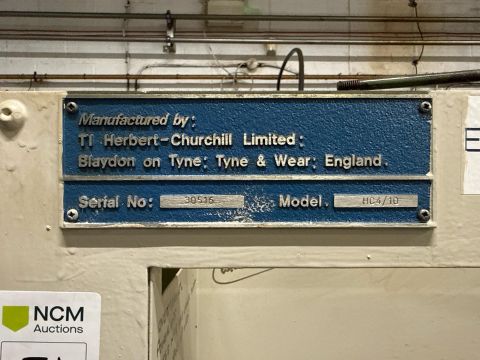 Manufactured by:
TI Herbert-Churchill Limited:
Blaydon on Tyne: Tyne & Wear: England.
Serial No: 30516 Model. HC4/10
E
NCM
Auctions